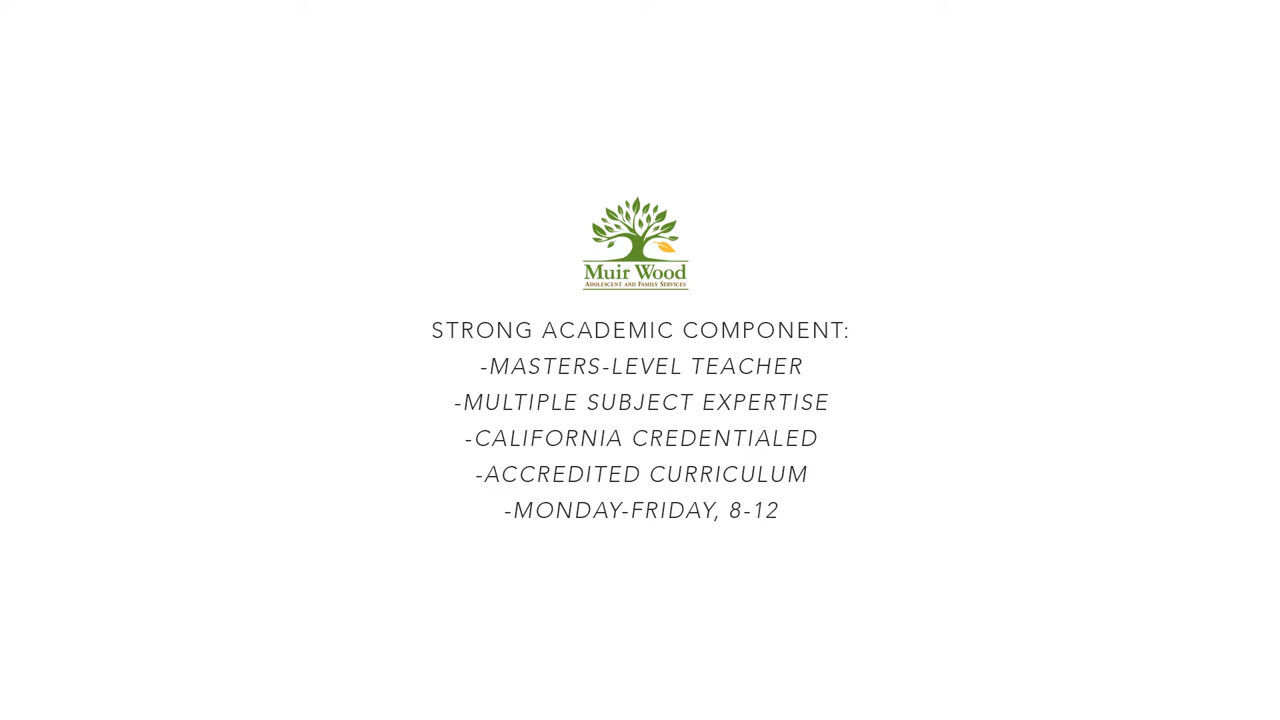 Muir Wood
Adolescent and Family Services
STRONG ACADEMIC COMPONENT:
-MASTERS-LEVEL TEACHER
-MULTIPLE SUBJECT EXPERTISE
-CALIFORNIA CREDENTIALED
-ACCREDITED CURRICULUM
-MONDAY-FRIDAY, 8-12